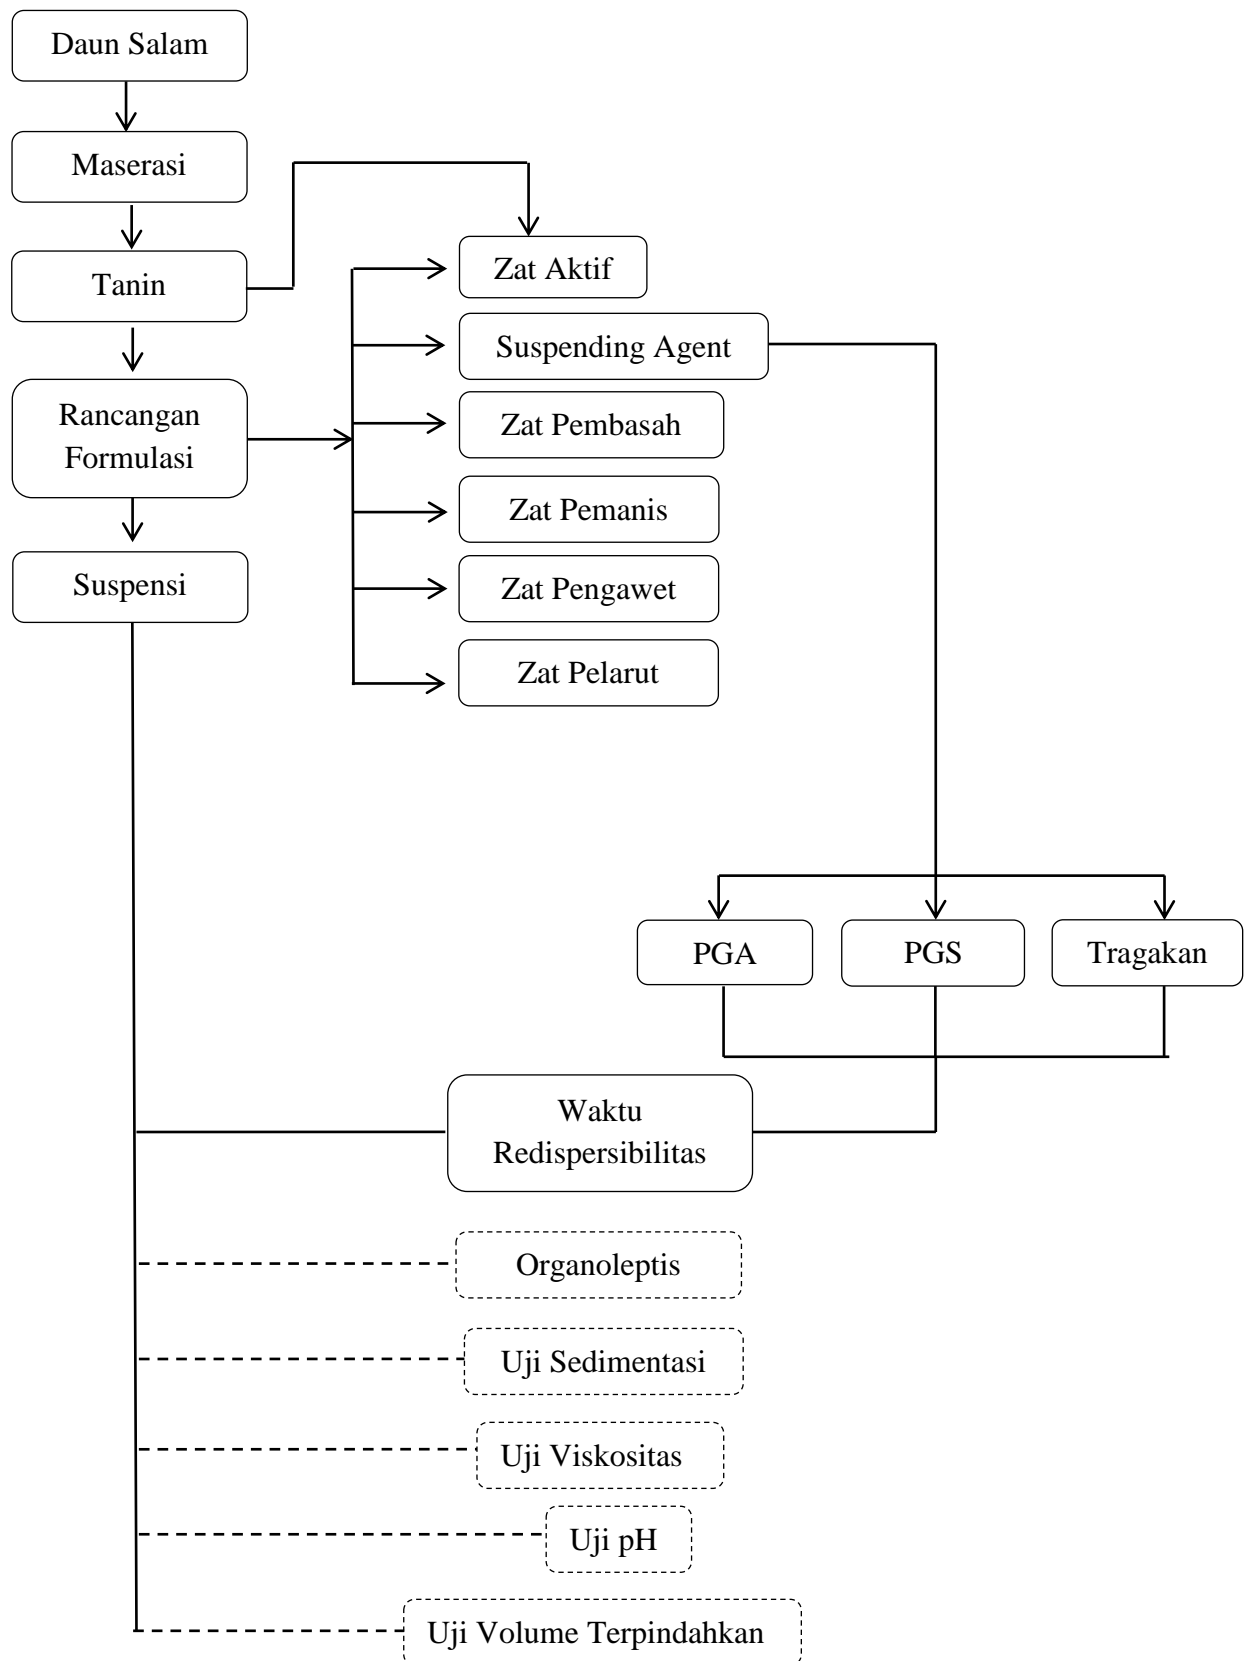 Daun Salam
Maserasi
Tanin
Rancangan
Formulasi
Suspensi
Zat Aktif
Suspending Agent
Zat Pembasah
Zat Pemanis
Zat Pengawet
Zat Pelarut
PGA
PGS
Tragakan
Waktu
Redispersibilitas
Organoleptis
Uji Sedimentasi
Uji Viskositas
Uji pH
Uji Volume Terpindahkan